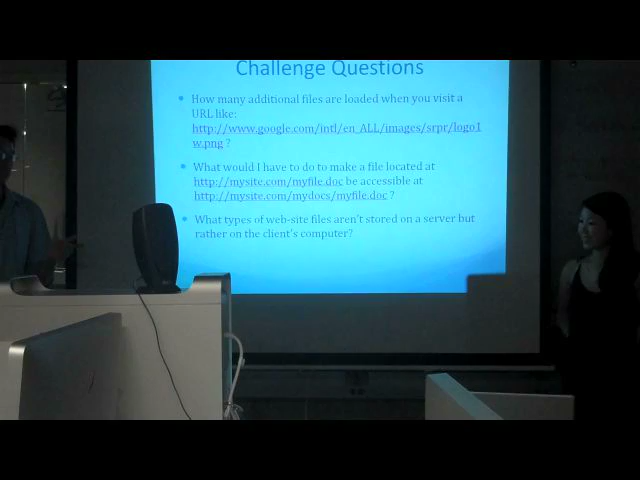 Challenge Questions
• How many additional files are loaded when you visit a
URL like:
http://www.google.com/intl/en_ALL/images/srpr/logo1
w.png ?
• What would I have to do to make a file located at
http://mysite.com/myfile.doc be accessible at
http://mysite.com/mydocs/myfile.doc ?
• What types of web-site files aren't stored on a server but
rather on the client's computer?